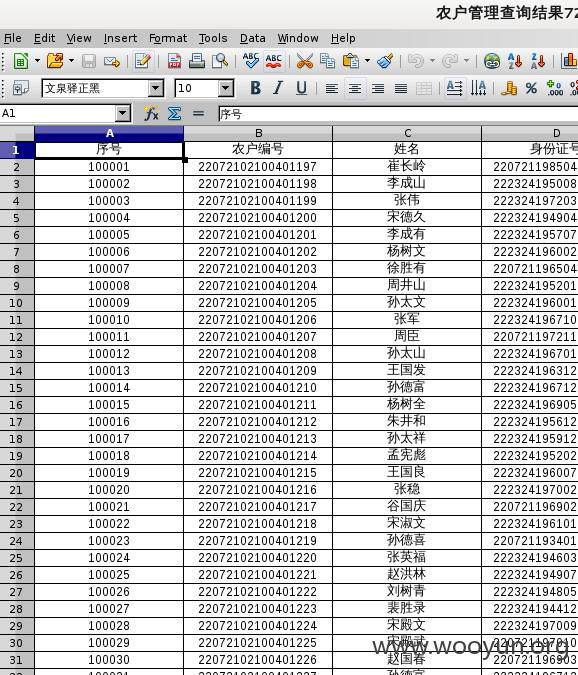 农户管理查询结果72
File Edit View Insert Format Tools Data Window Help
文泉驿正黑 10 B I U
A1 序号
A B C D
1 序号 农户编号 姓名 身份证号
2 100001 22072102100401197 崔长岭 220721198504
3 100002 22072102100401198 李成山 222324195008
4 100003 22072102100401199 张伟 222324197203
5 100004 22072102100401200 宋德久 222324194904
6 100005 22072102100401201 李成有 222324195707
7 100006 22072102100401202 杨树文 222324196002
8 100007 22072102100401203 徐胜有 220721196504
9 100008 22072102100401204 周井山 222324195201
10 100009 22072102100401205 孙太文 222324196001
11 100010 22072102100401206 张军 222324196710
12 100011 22072102100401207 周臣 220721197211
13 100012 22072102100401208 孙太山 222324196701
14 100013 22072102100401209 王国发 222324196312
15 100014 22072102100401210 孙德富 222324196712
16 100015 22072102100401211 杨树全 222324196905
17 100016 22072102100401212 朱井和 222324195612
18 100017 22072102100401213 孙太祥 222324195912
19 100018 22072102100401214 孟宪彪 222324195202
20 100019 22072102100401215 王国良 222324196007
21 100020 22072102100401216 张稳 222324197002
22 100021 22072102100401217 谷国庆 220721196902
23 100022 22072102100401218 宋淑文 222324196101
24 100023 22072102100401219 孙德喜 220721193401
25 100024 22072102100401220 张英福 222324194603
26 100025 22072102100401221 赵洪林 222324194907
27 100026 22072102100401222 刘树青 222324194805
28 100027 22072102100401223 裴胜录 222324194412
29 100028 22072102100401224 宋殿文 222324197009
30 100029 22072102100401225 宋殿武
31 100030 22072102100401226 赵国春 220721196903
www.wooyun.org